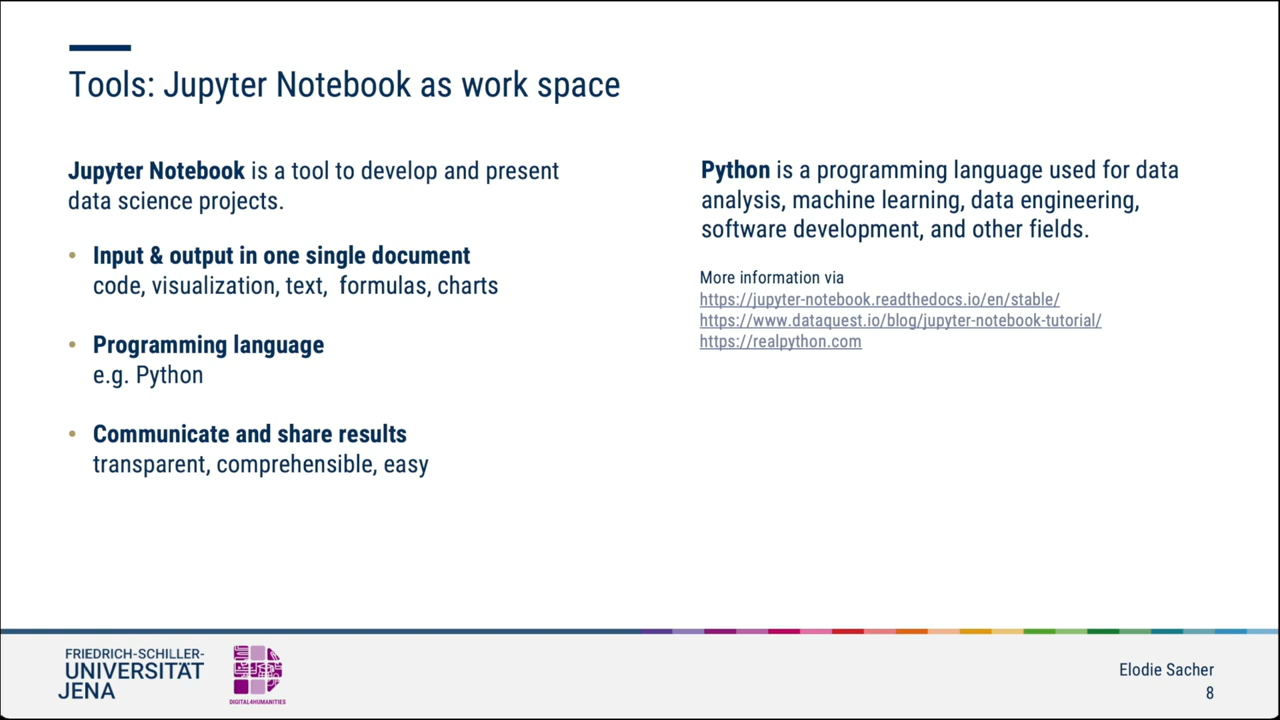 Tools: Jupyter Notebook as work space
Jupyter Notebook is a tool to develop and present
data science projects.
• Input & output in one single document
code, visualization, text,  formulas, charts
• Programming language
e.g. Python
• Communicate and share results
transparent, comprehensible, easy
Python is a programming language used for data
analysis, machine learning, data engineering,
software development, and other fields.
More information via
https://jupyter-notebook.readthedocs.io/en/stable/
https://www.dataquest.io/blog/jupyter-notebook-tutorial/
https://realpython.com
FRIEDRICH-SCHILLER-
UNIVERSITÄT
JENA
DIGITAL4HUMANITIES
Elodie Sacher
8